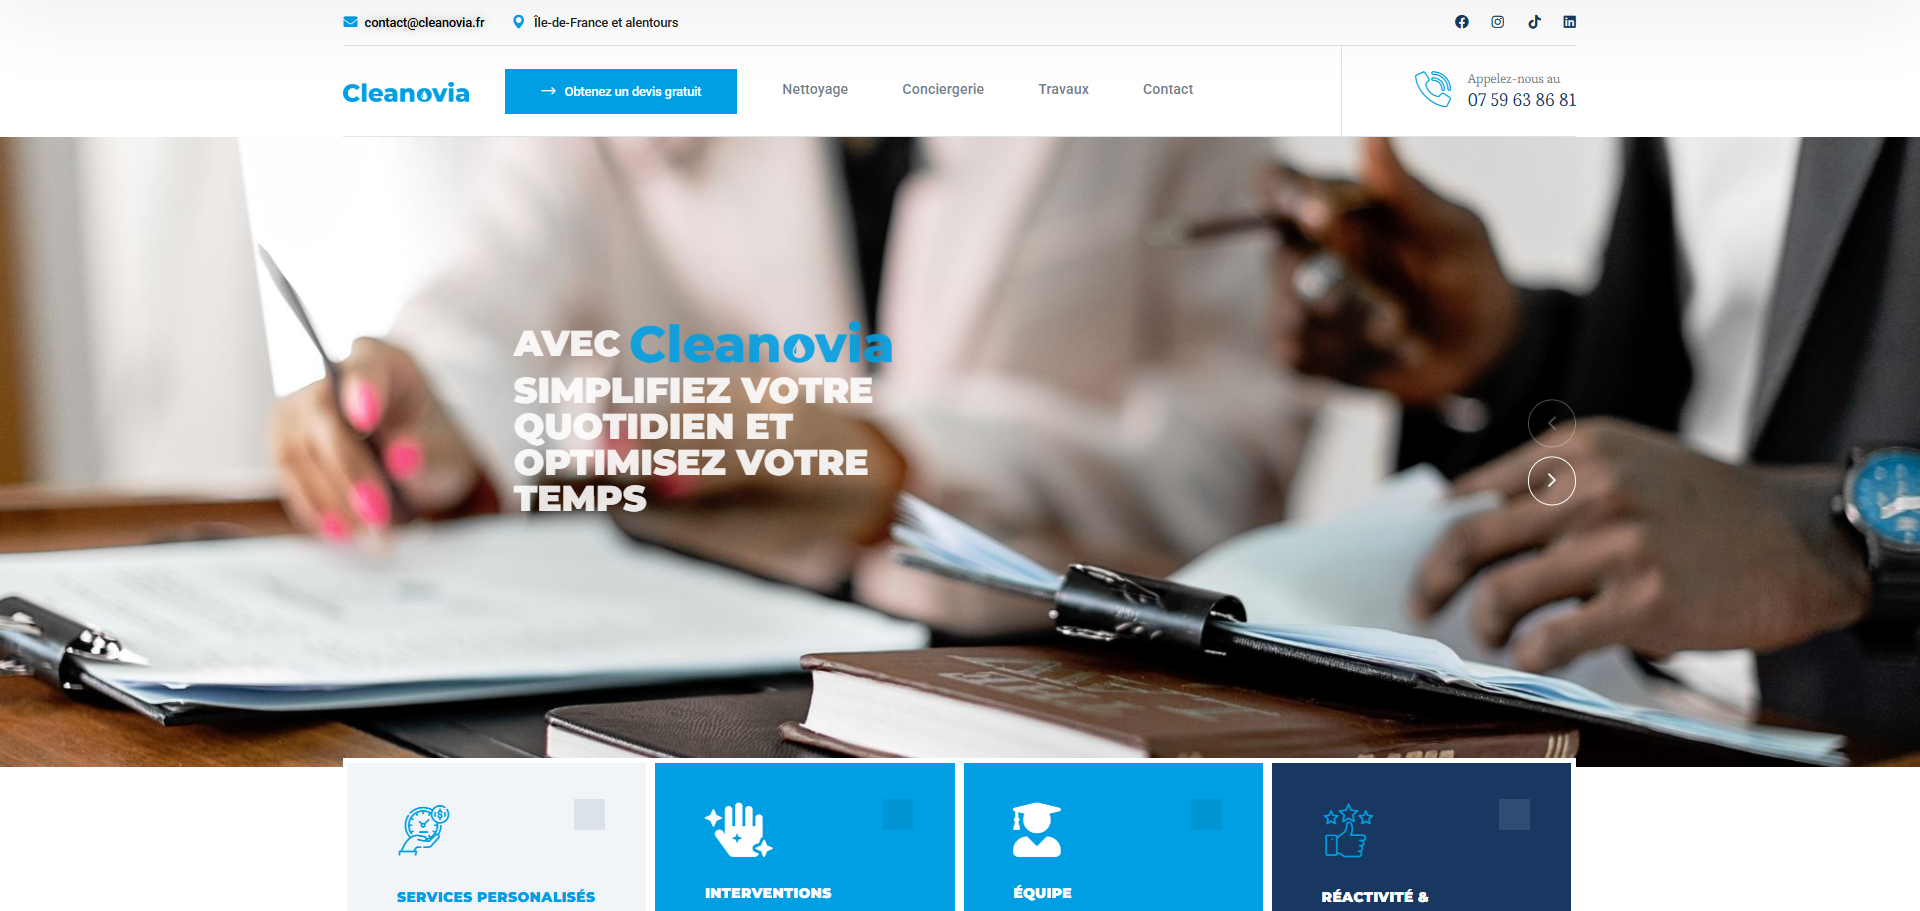 contact@cleanovia.fr
Île-de-France et alentours
Cleanovia
Obtenez un devis gratuit
Nettoyage
Conciergerie
Travaux
Contact
Appelez-nous au
07 59 63 86 81
AVEC Cleanovia
SIMPLIFIEZ VOTRE
QUOTIDIEN ET
OPTIMISEZ VOTRE
TEMPS
SERVICES PERSONALISÉS
INTERVENTIONS
ÉQUIPE
RÉACTIVITÉ &